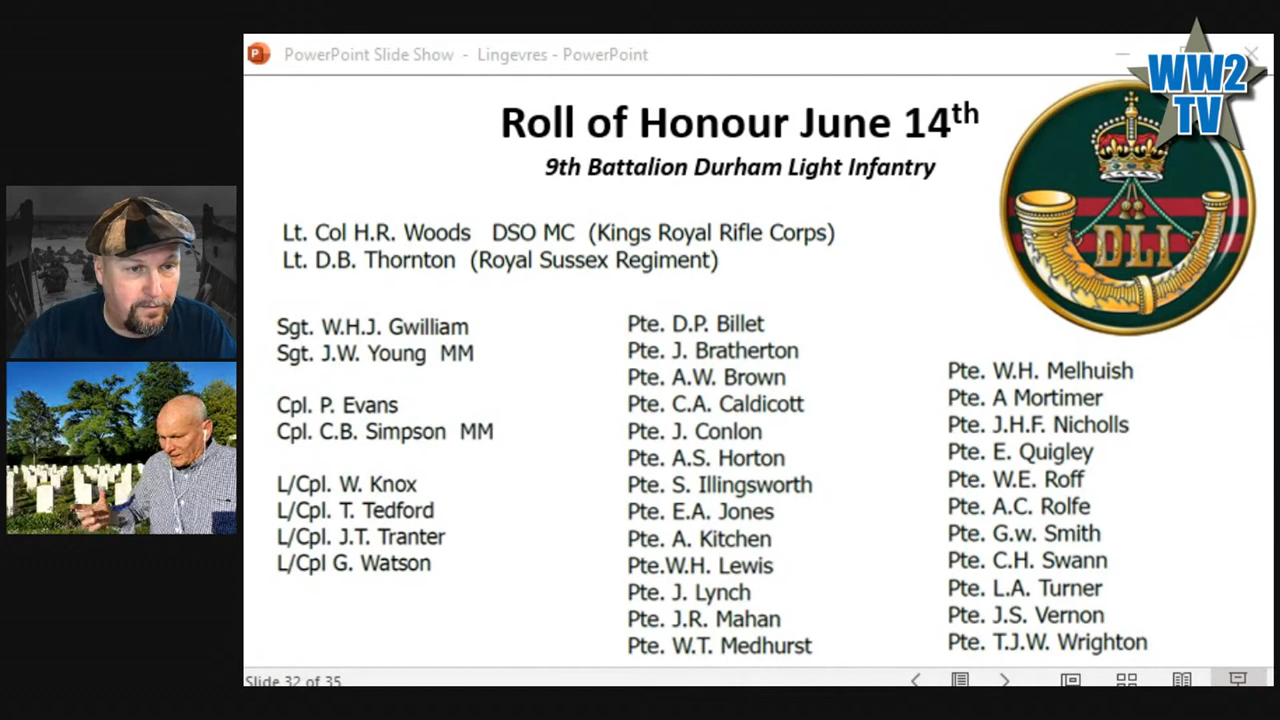 PowerPoint Slide Show - Lingevres - PowerPoint
WW2
TV
Roll of Honour June 14th
9th Battalion Durham Light Infantry
DLI
Lt. Col H.R. Woods DSO MC (Kings Royal Rifle Corps)
Lt. D.B. Thornton (Royal Sussex Regiment)
Sgt. W.H.J. Gwilliam
Sgt. J.W. Young MM
Cpl. P. Evans
Cpl. C.B. Simpson MM
L/Cpl. W. Knox
L/Cpl. T. Tedford
L/Cpl. J.T. Tranter
L/Cpl G. Watson
Pte. D.P. Billet
Pte. J. Bratherton
Pte. A.W. Brown
Pte. C.A. Caldicott
Pte. J. Conlon
Pte. A.S. Horton
Pte. S. Illingsworth
Pte. E.A. Jones
Pte. A. Kitchen
Pte.W.H. Lewis
Pte. J. Lynch
Pte. J.R. Mahan
Pte. W.T. Medhurst
Pte. W.H. Melhuish
Pte. A Mortimer
Pte. J.H.F. Nicholls
Pte. E. Quigley
Pte. W.E. Roff
Pte. A.C. Rolfe
Pte. G.w. Smith
Pte. C.H. Swann
Pte. L.A. Turner
Pte. J.S. Vernon
Pte. T.J.W. Wrighton
Slide 32 of 35